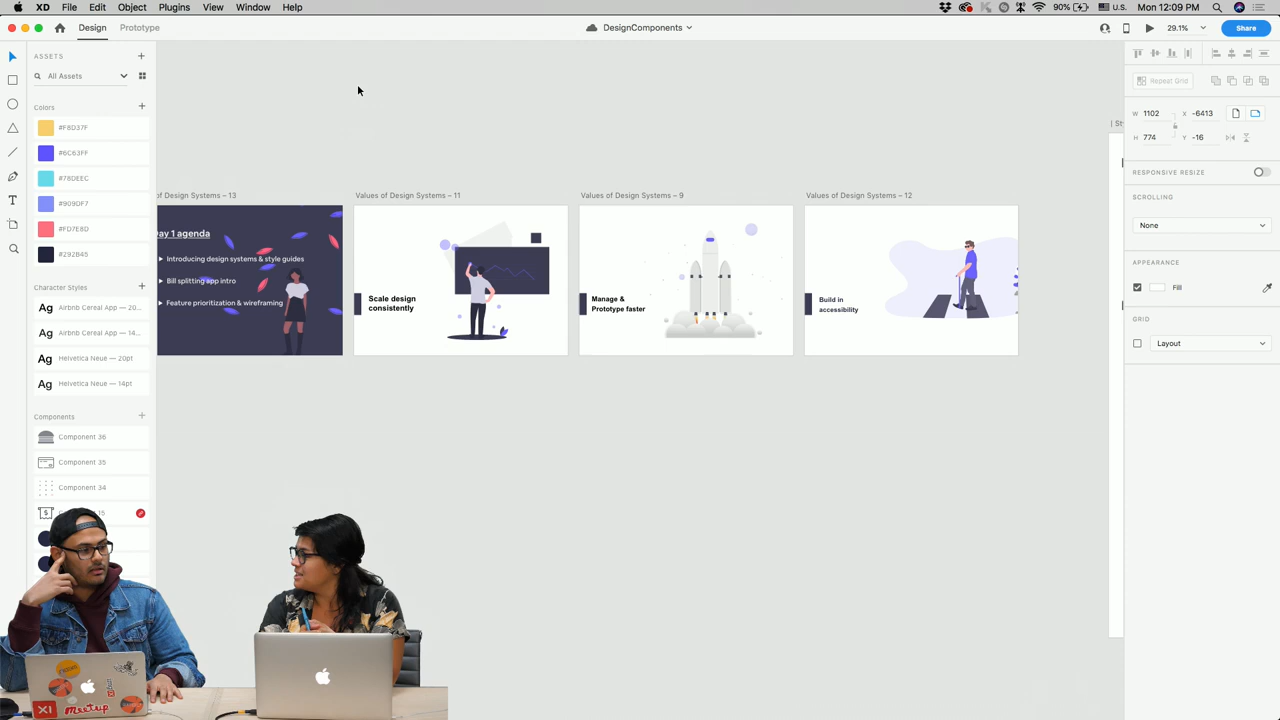 XD File Edit Object Plugins View Window Help
90% U.S. Mon 12:09 PM
Design Prototype
DesignComponents
29.1%
Share
ASSETS
All Assets
Colors
#F8D37F
#6C63FF
#78DEEC
#909DF7
#FD7E8D
#292B45
Character Styles
Ag Airbnb Cereal App — 20...
Ag Airbnb Cereal App — 14...
Ag Helvetica Neue — 20pt
Ag Helvetica Neue — 14pt
Components
Component 36
Component 35
Component 34
of Design Systems – 13
Day 1 agenda
Introducing design systems & style guides
Bill splitting app intro
Feature prioritization & wireframing
Values of Design Systems – 11
Scale design
consistently
Values of Design Systems – 9
Manage &
Prototype faster
Values of Design Systems – 12
Build in
accessibility
Repeat Grid
W 1102 X -6413
H 774 Y -16
RESPONSIVE RESIZE
SCROLLING
None
APPEARANCE
Fill
GRID
Layout
Meetup